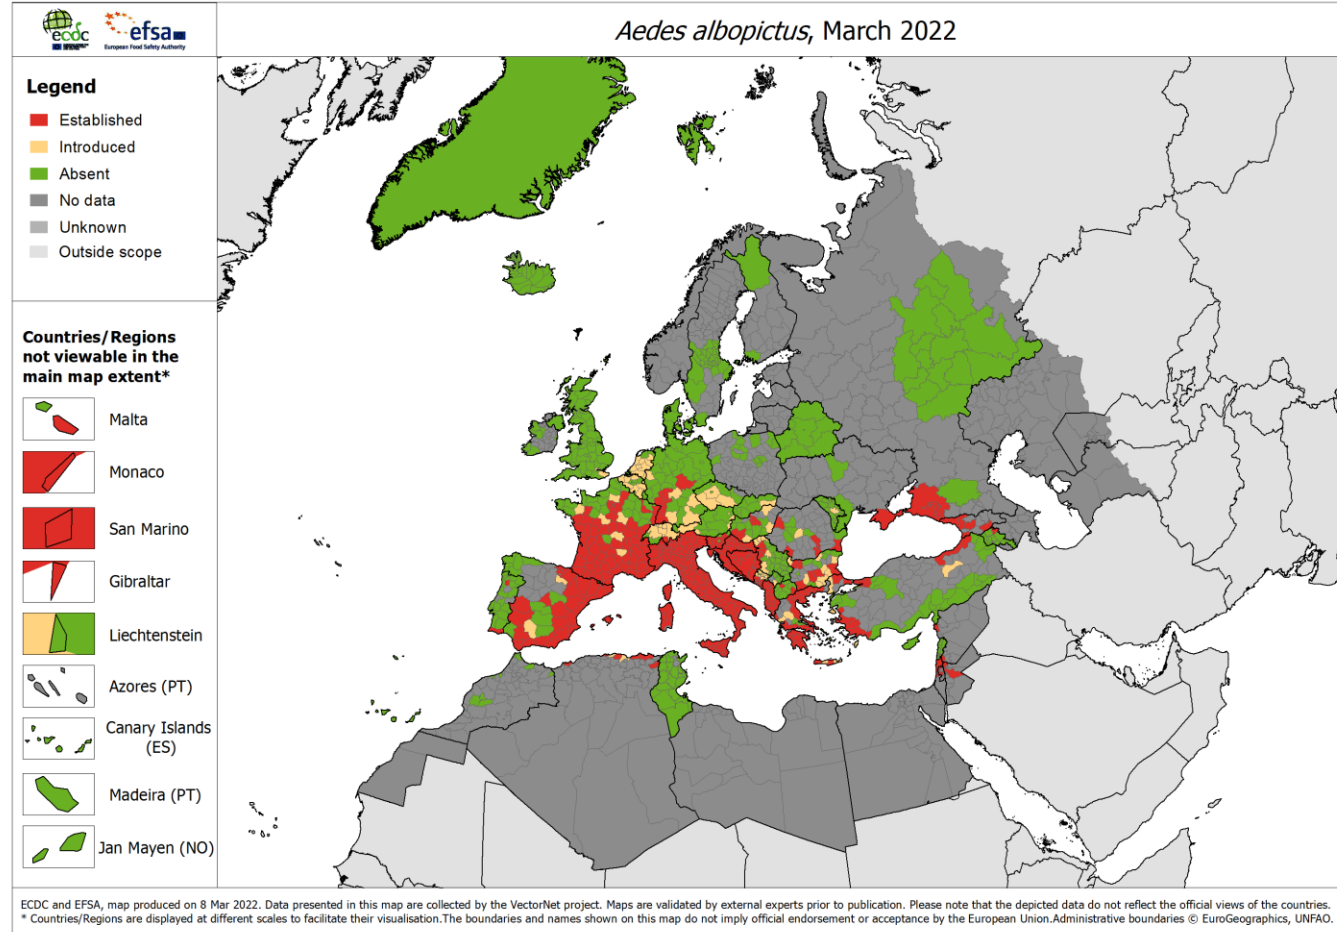 ecdc
efsa
European Food Safety Authority
Aedes albopictus, March 2022
Legend
Established
Introduced
Absent
No data
Unknown
Outside scope
Countries/Regions
not viewable in the
main map extent*
Malta
Monaco
San Marino
Gibraltar
Liechtenstein
Azores (PT)
Canary Islands
(ES)
Madeira (PT)
Jan Mayen (NO)
ECDC and EFSA, map produced on 8 Mar 2022. Data presented in this map are collected by the VectorNet project. Maps are validated by external experts prior to publication. Please note that the depicted data do not reflect the official views of the countries.
* Countries/Regions are displayed at different scales to facilitate their visualisation.The boundaries and names shown on this map do not imply official endorsement or acceptance by the European Union.Administrative boundaries © EuroGeographics, UNFAO.